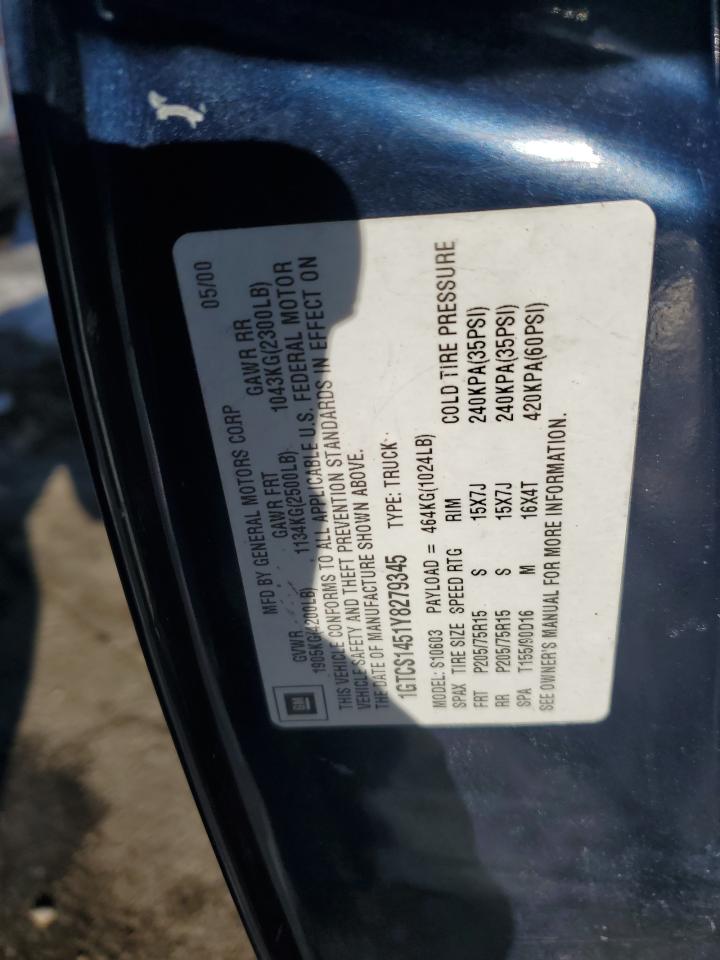 GM
MFD BY GENERAL MOTORS CORP 05/00
GVWR GAWR FRT GAWR RR
1905KG(4200LB) 1134KG(2500LB) 1043KG(2300LB)
THIS VEHICLE CONFORMS TO ALL APPLICABLE U.S. FEDERAL MOTOR
VEHICLE SAFETY AND THEFT PREVENTION STANDARDS IN EFFECT ON
THE DATE OF MANUFACTURE SHOWN ABOVE.
1GTCS1451Y8279345 TYPE: TRUCK
MODEL: S10603 PAYLOAD = 464KG(1024LB)
SPAX TIRE SIZE SPEED RTG RIM COLD TIRE PRESSURE
FRT P205/75R15 S 15X7J 240KPA(35PSI)
RR P205/75R15 S 15X7J 240KPA(35PSI)
SPA T155/90D16 M 16X4T 420KPA(60PSI)
SEE OWNER'S MANUAL FOR MORE INFORMATION.